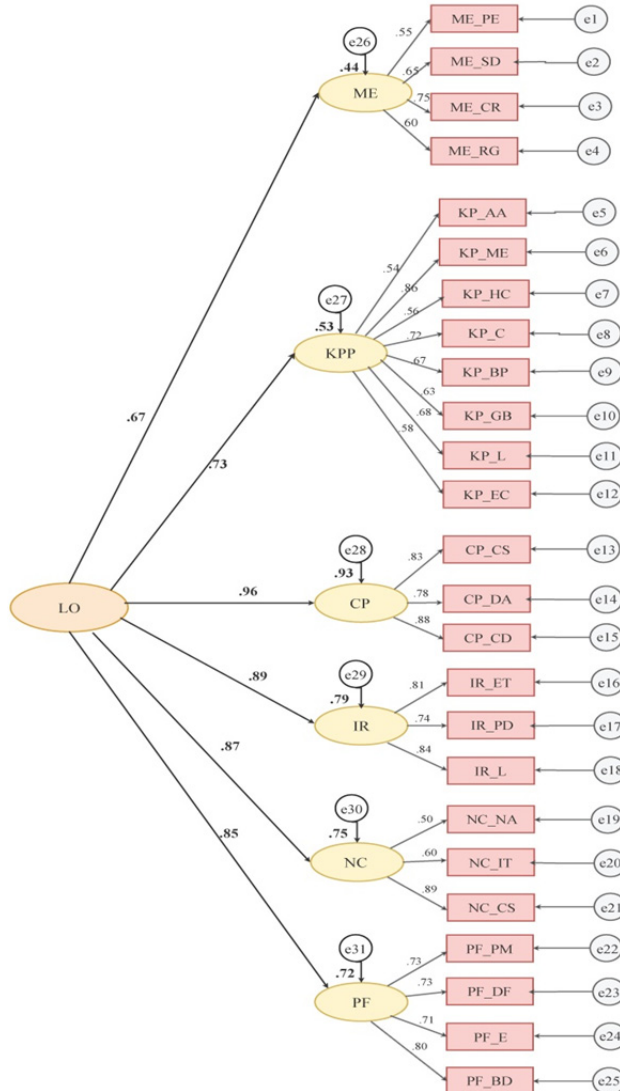 ME_PE
e1
e26
.55
.44
.65
ME_SD
e2
ME
.75
ME_CR
e3
.60
ME_RG
e4
KP_AA
e5
KP_ME
e6
.54
.86
e27
KP_HC
e7
.56
.53
.72
KP_C
e8
KPP
.67
KP_BP
e9
.63
KP_GB
e10
.67
.68
KP_L
e11
.73
.58
KP_EC
e12
e28
.83
CP_CS
e13
.93
.96
.78
CP_DA
e14
CP
LO
.88
CP_CD
e15
e29
.81
IR_ET
e16
.89
.79
.74
IR_PD
e17
IR
.84
IR_L
e18
.87
e30
.50
NC_NA
e19
.75
.60
NC_IT
e20
NC
.85
.89
NC_CS
e21
e31
.73
PF_PM
e22
.72
.73
PF_DF
e23
PF
.71
PF_E
e24
.80
PF_BD
e25